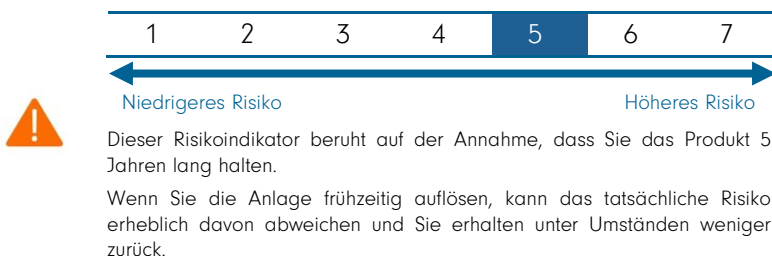 1 2 3 4 5 6 7
Niedrigeres Risiko Höheres Risiko
Dieser Risikoindikator beruht auf der Annahme, dass Sie das Produkt 5
Jahren lang halten.
Wenn Sie die Anlage frühzeitig auflösen, kann das tatsächliche Risiko
erheblich davon abweichen und Sie erhalten unter Umständen weniger
zurück.